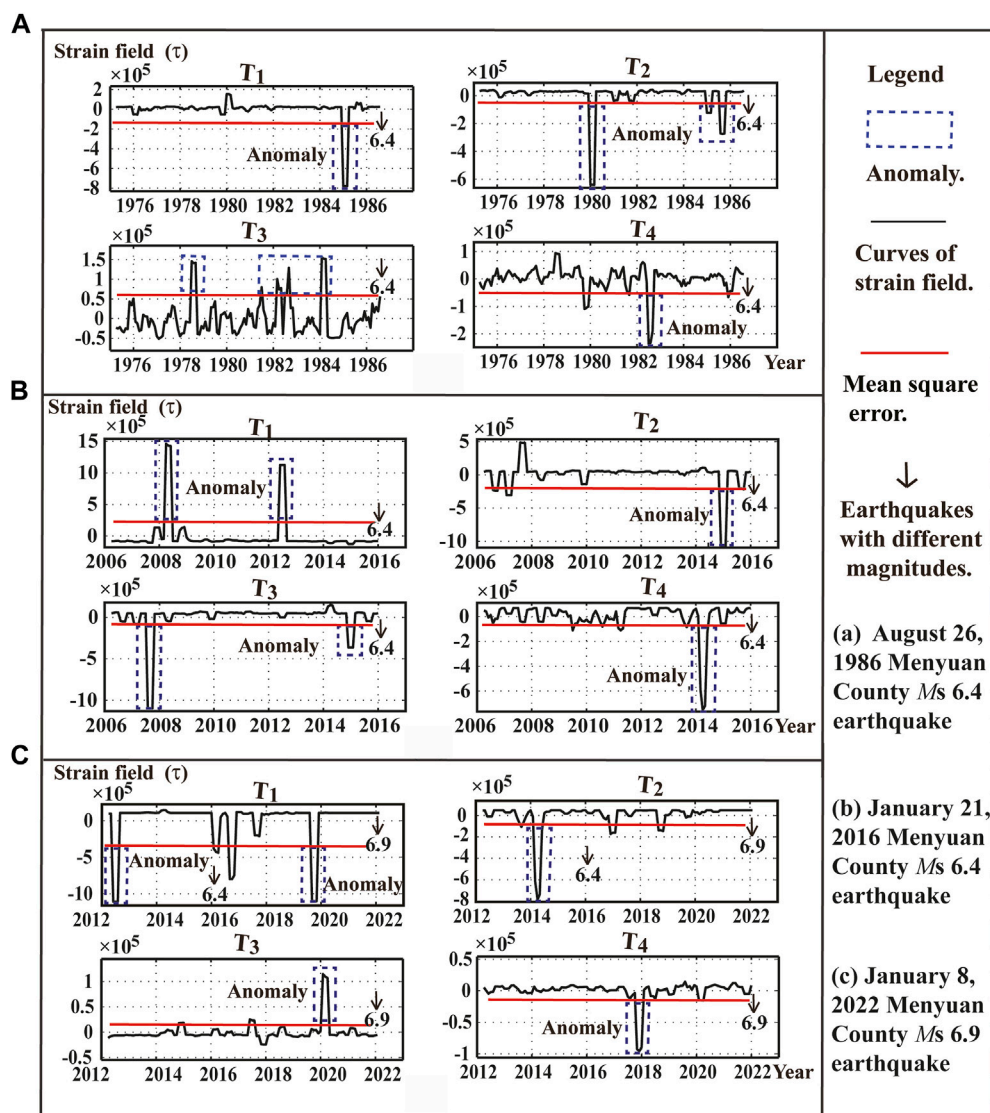 A
Strain field (τ)
×10⁵
T₁
2
0
-2
-4
-6
8
Anomaly
6.4
1976 1978 1980 1982 1984 1986
×10⁵
T₂
0
-2
-4
-6
Anomaly
6.4
1976 1978 1980 1982 1984 1986
×10⁵
T₃
1.5
1
0.5
0
-0.5
6.4
1976 1978 1980 1982 1984 1986
×10⁵
T₄
1
0
-1
-2
Anomaly
6.4
1976 1978 1980 1982 1984 1986 Year
B
Strain field (τ)
×10⁵
T₁
15
10
5
0
Anomaly
6.4
2006 2008 2010 2012 2014 2016
×10⁵
T₂
5
0
-5
-10
Anomaly
6.4
2006 2008 2010 2012 2014 2016
×10⁵
T₃
0
-5
-10
Anomaly
6.4
2006 2008 2010 2012 2014 2016
×10⁵
T₄
0
-2
-4
-6
Anomaly
6.4
2006 2008 2010 2012 2014 2016 Year
C
Strain field (τ)
×10⁵
T₁
0
-5
-10
Anomaly
6.4
Anomaly
6.9
2012 2014 2016 2018 2020 2022
×10⁵
T₂
0
-2
-4
-6
-8
Anomaly
6.4
6.9
2012 2014 2016 2018 2020 2022
×10⁵
T₃
1
0.5
0
-0.5
Anomaly
6.9
2012 2014 2016 2018 2020 2022
×10⁵
T₄
0.5
0
-0.5
-1
Anomaly
6.9
2012 2014 2016 2018 2020 2022 Year
Legend
Anomaly.
Curves of
strain field.
Mean square
error.
Earthquakes
with different
magnitudes.
(a) August 26,
1986 Menyuan
County Ms 6.4
earthquake
(b) January 21,
2016 Menyuan
County Ms 6.4
earthquake
(c) January 8,
2022 Menyuan
County Ms 6.9
earthquake